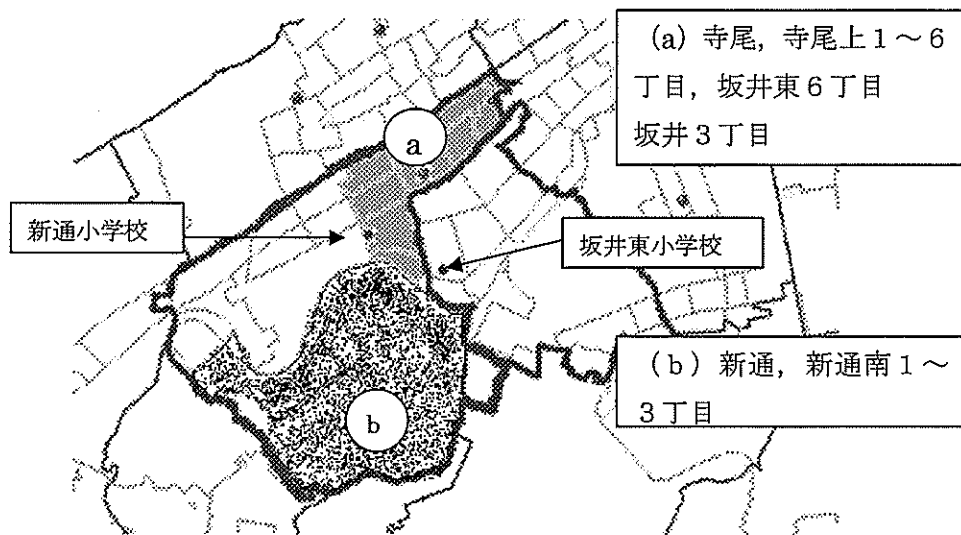 (a) 寺尾，寺尾上１～６
丁目，坂井東６丁目
坂井３丁目
a
新通小学校
坂井東小学校
(ｂ) 新通，新通南１～
３丁目
b